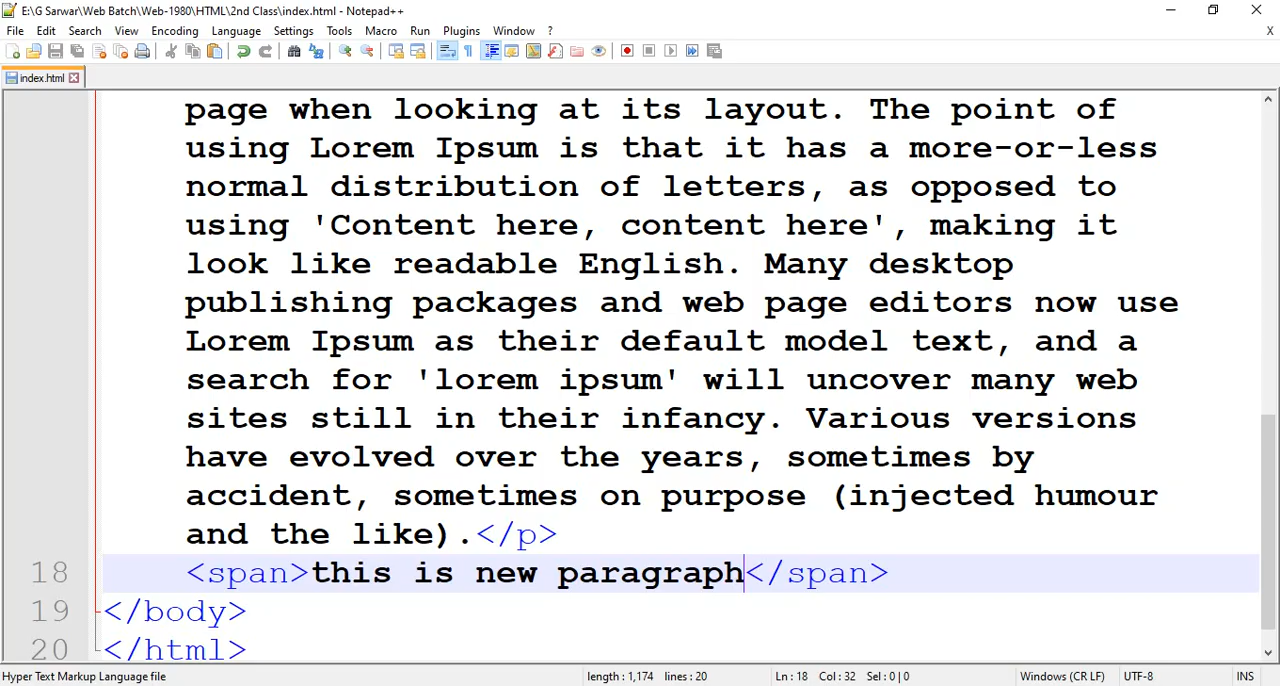 E:\G Sarwar\Web Batch\Web-1980\HTML\2nd Class\index.html - Notepad++
File Edit Search View Encoding Language Settings Tools Macro Run Plugins Window ? X
index.html
page when looking at its layout. The point of
using Lorem Ipsum is that it has a more-or-less
normal distribution of letters, as opposed to
using 'Content here, content here', making it
look like readable English. Many desktop
publishing packages and web page editors now use
Lorem Ipsum as their default model text, and a
search for 'lorem ipsum' will uncover many web
sites still in their infancy. Various versions
have evolved over the years, sometimes by
accident, sometimes on purpose (injected humour
and the like).</p>
18 <span>this is new paragraph</span>
19 </body>
20 </html>
Hyper Text Markup Language file length : 1,174 lines : 20 Ln : 18 Col : 32 Sel : 0 | 0 Windows (CR LF) UTF-8 INS